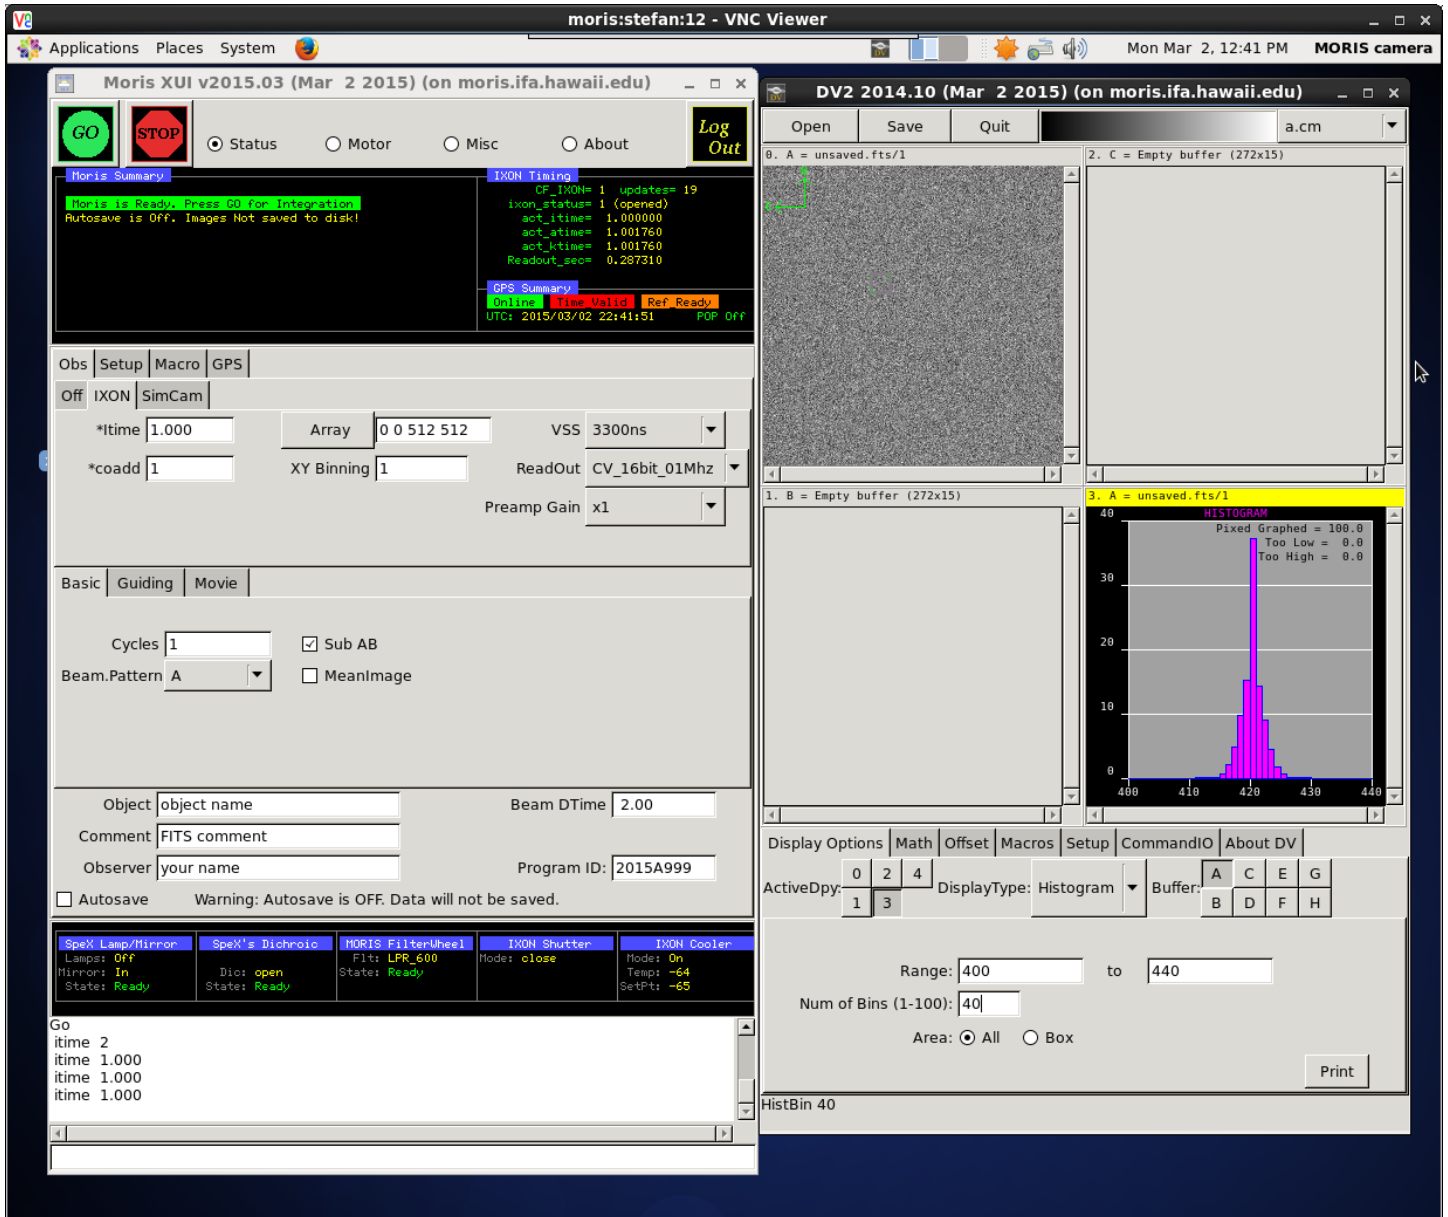 moris:stefan:12 - VNC Viewer
Applications Places System Mon Mar 2, 12:41 PM MORIS camera
Moris XUI v2015.03 (Mar 2 2015) (on moris.ifa.hawaii.edu)
GO STOP Status Motor Misc About Log Out
Moris Summary
Moris is Ready. Press GO for Integration
Autosave is Off. Images Not saved to disk!
IXON Timing
CF_IXON= 1 updates= 19
ixon_status= 1 (opened)
act_itime= 1.000000
act_atime= 1.001760
act_ktime= 1.001760
Readout_sec= 0.287310
GPS Summary
Online Time_Valid Ref_Ready
UTC: 2015/03/02 22:41:51 POP Off
Obs Setup Macro GPS
Off IXON SimCam
*Itime 1.000 Array 0 0 512 512 VSS 3300ns
*coadd 1 XY Binning 1 ReadOut CV_16bit_01Mhz
Preamp Gain x1
Basic Guiding Movie
Cycles 1 Sub AB
Beam.Pattern A MeanImage
Object object name Beam DTime 2.00
Comment FITS comment
Observer your name Program ID: 2015A999
Autosave Warning: Autosave is OFF. Data will not be saved.
SpeX Lamp/Mirror
Lamps: Off
Mirror: In
State: Ready
SpeX's Dichroic
Dic: open
State: Ready
MORIS FilterWheel
Flt: LPR_600
State: Ready
IXON Shutter
Mode: close
IXON Cooler
Mode: On
Temp: -64
SetPt: -65
Go
itime 2
itime 1.000
itime 1.000
itime 1.000
DV2 2014.10 (Mar 2 2015) (on moris.ifa.hawaii.edu)
Open Save Quit a.cm
0. A = unsaved.fts/1
2. C = Empty buffer (272x15)
1. B = Empty buffer (272x15)
3. A = unsaved.fts/1
HISTOGRAM
Pixed Graphed = 100.0
Too Low = 0.0
Too High = 0.0
40
30
20
10
0
400 410 420 430 440
Display Options Math Offset Macros Setup CommandIO About DV
ActiveDpy: 0 2 4 DisplayType: Histogram Buffer: A C E G
1 3 B D F H
Range: 400 to 440
Num of Bins (1-100): 40
Area: All Box
Print
HistBin 40